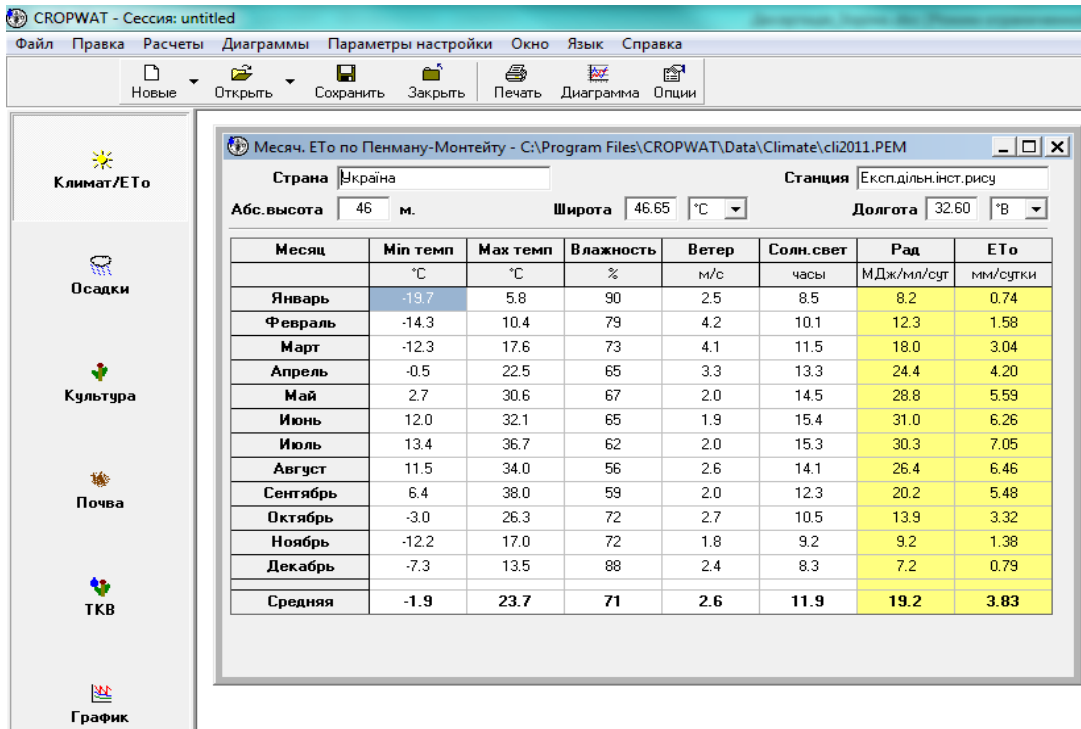 CROPWAT - Сессия: untitled
Файл Правка Расчеты Диаграммы Параметры настройки Окно Язык Справка
Новые Открыть Сохранить Закрыть Печать Диаграмма Опции
Климат/ЕТо
Осадки
Культура
Почва
ТКВ
График
Месяч. ЕТо по Пенману-Монтейту - C:\Program Files\CROPWAT\Data\Climate\cli2011.PEM
Страна Україна Станция Експ.дільн.інст.рису
Абс.высота 46 м. Широта 46.65 °С Долгота 32.60 °В
Месяц Min темп Max темп Влажность Ветер Солн.свет Рад ЕТо
°C °C % м/с часы МДж/мл/сут мм/сутки
Январь -19.7 5.8 90 2.5 8.5 8.2 0.74
Февраль -14.3 10.4 79 4.2 10.1 12.3 1.58
Март -12.3 17.6 73 4.1 11.5 18.0 3.04
Апрель -0.5 22.5 65 3.3 13.3 24.4 4.20
Май 2.7 30.6 67 2.0 14.5 28.8 5.59
Июнь 12.0 32.1 65 1.9 15.4 31.0 6.26
Июль 13.4 36.7 62 2.0 15.3 30.3 7.05
Август 11.5 34.0 56 2.6 14.1 26.4 6.46
Сентябрь 6.4 38.0 59 2.0 12.3 20.2 5.48
Октябрь -3.0 26.3 72 2.7 10.5 13.9 3.32
Ноябрь -12.2 17.0 72 1.8 9.2 9.2 1.38
Декабрь -7.3 13.5 88 2.4 8.3 7.2 0.79
Средняя -1.9 23.7 71 2.6 11.9 19.2 3.83